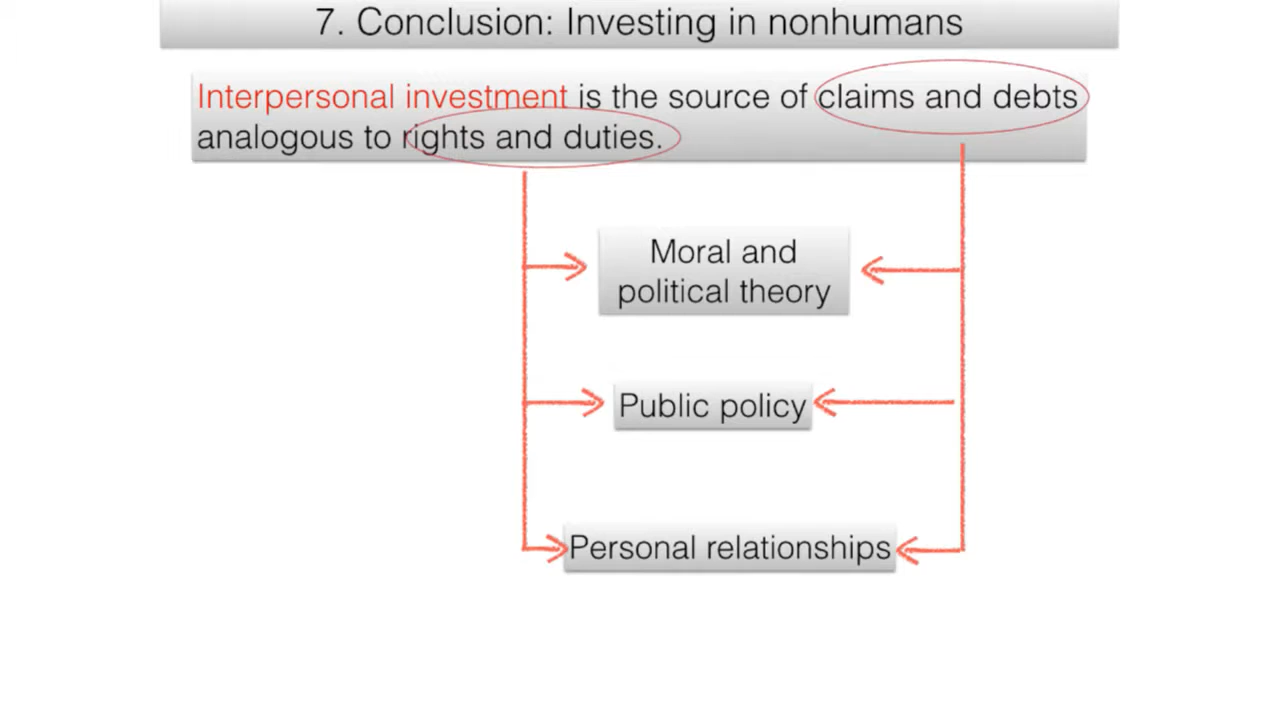 7. Conclusion: Investing in nonhumans
Interpersonal investment is the source of claims and debts
analogous to rights and duties.
Moral and
political theory
Public policy
Personal relationships